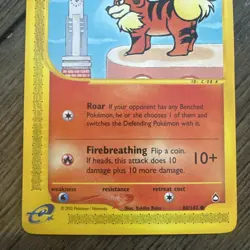 Roar If your opponent has any Benched
Pokémon, he or she chooses 1 of them and
switches the Defending Pokémon with it.
Firebreathing Flip a coin.
If heads, this attack does 10
damage plus 10 more damage.
10+
weakness resistance retreat cost